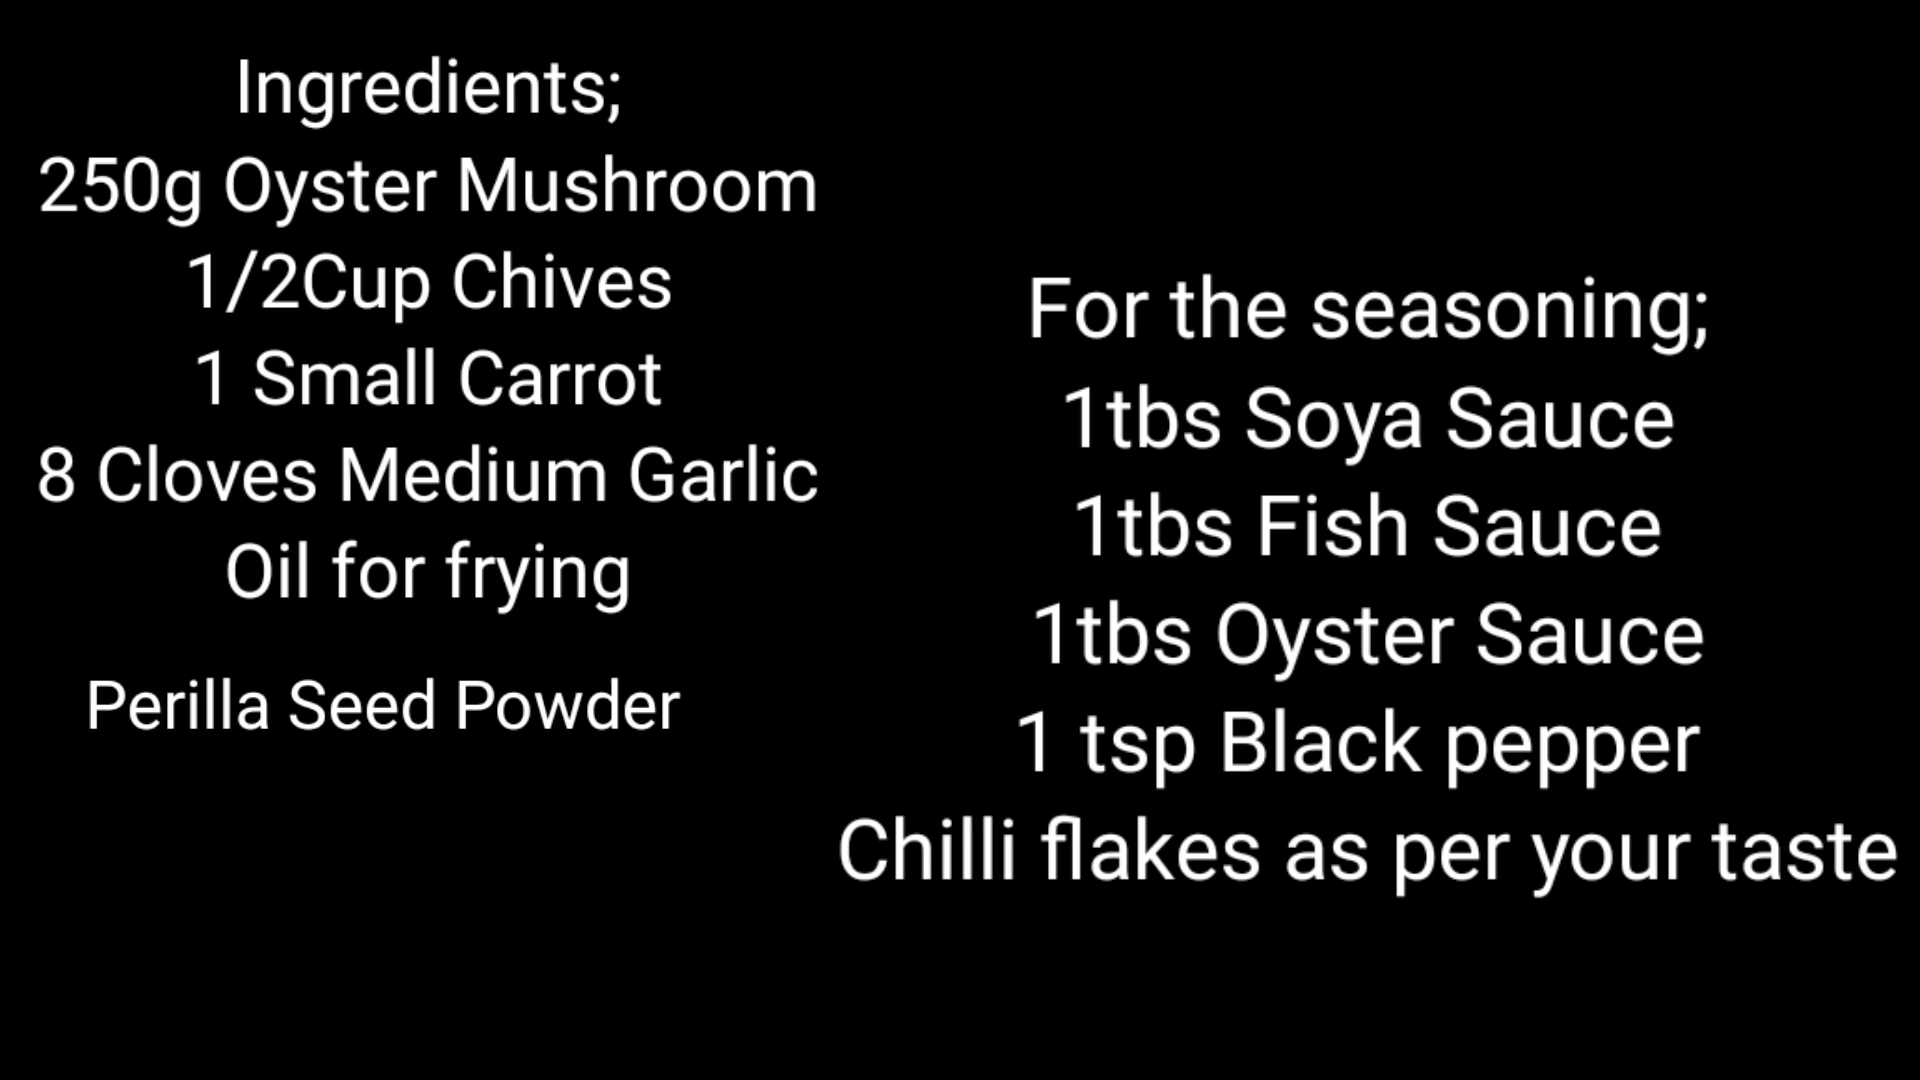 Ingredients;
250g Oyster Mushroom
1/2Cup Chives
1 Small Carrot
8 Cloves Medium Garlic
Oil for frying
Perilla Seed Powder
For the seasoning;
1tbs Soya Sauce
1tbs Fish Sauce
1tbs Oyster Sauce
1 tsp Black pepper
Chilli flakes as per your taste